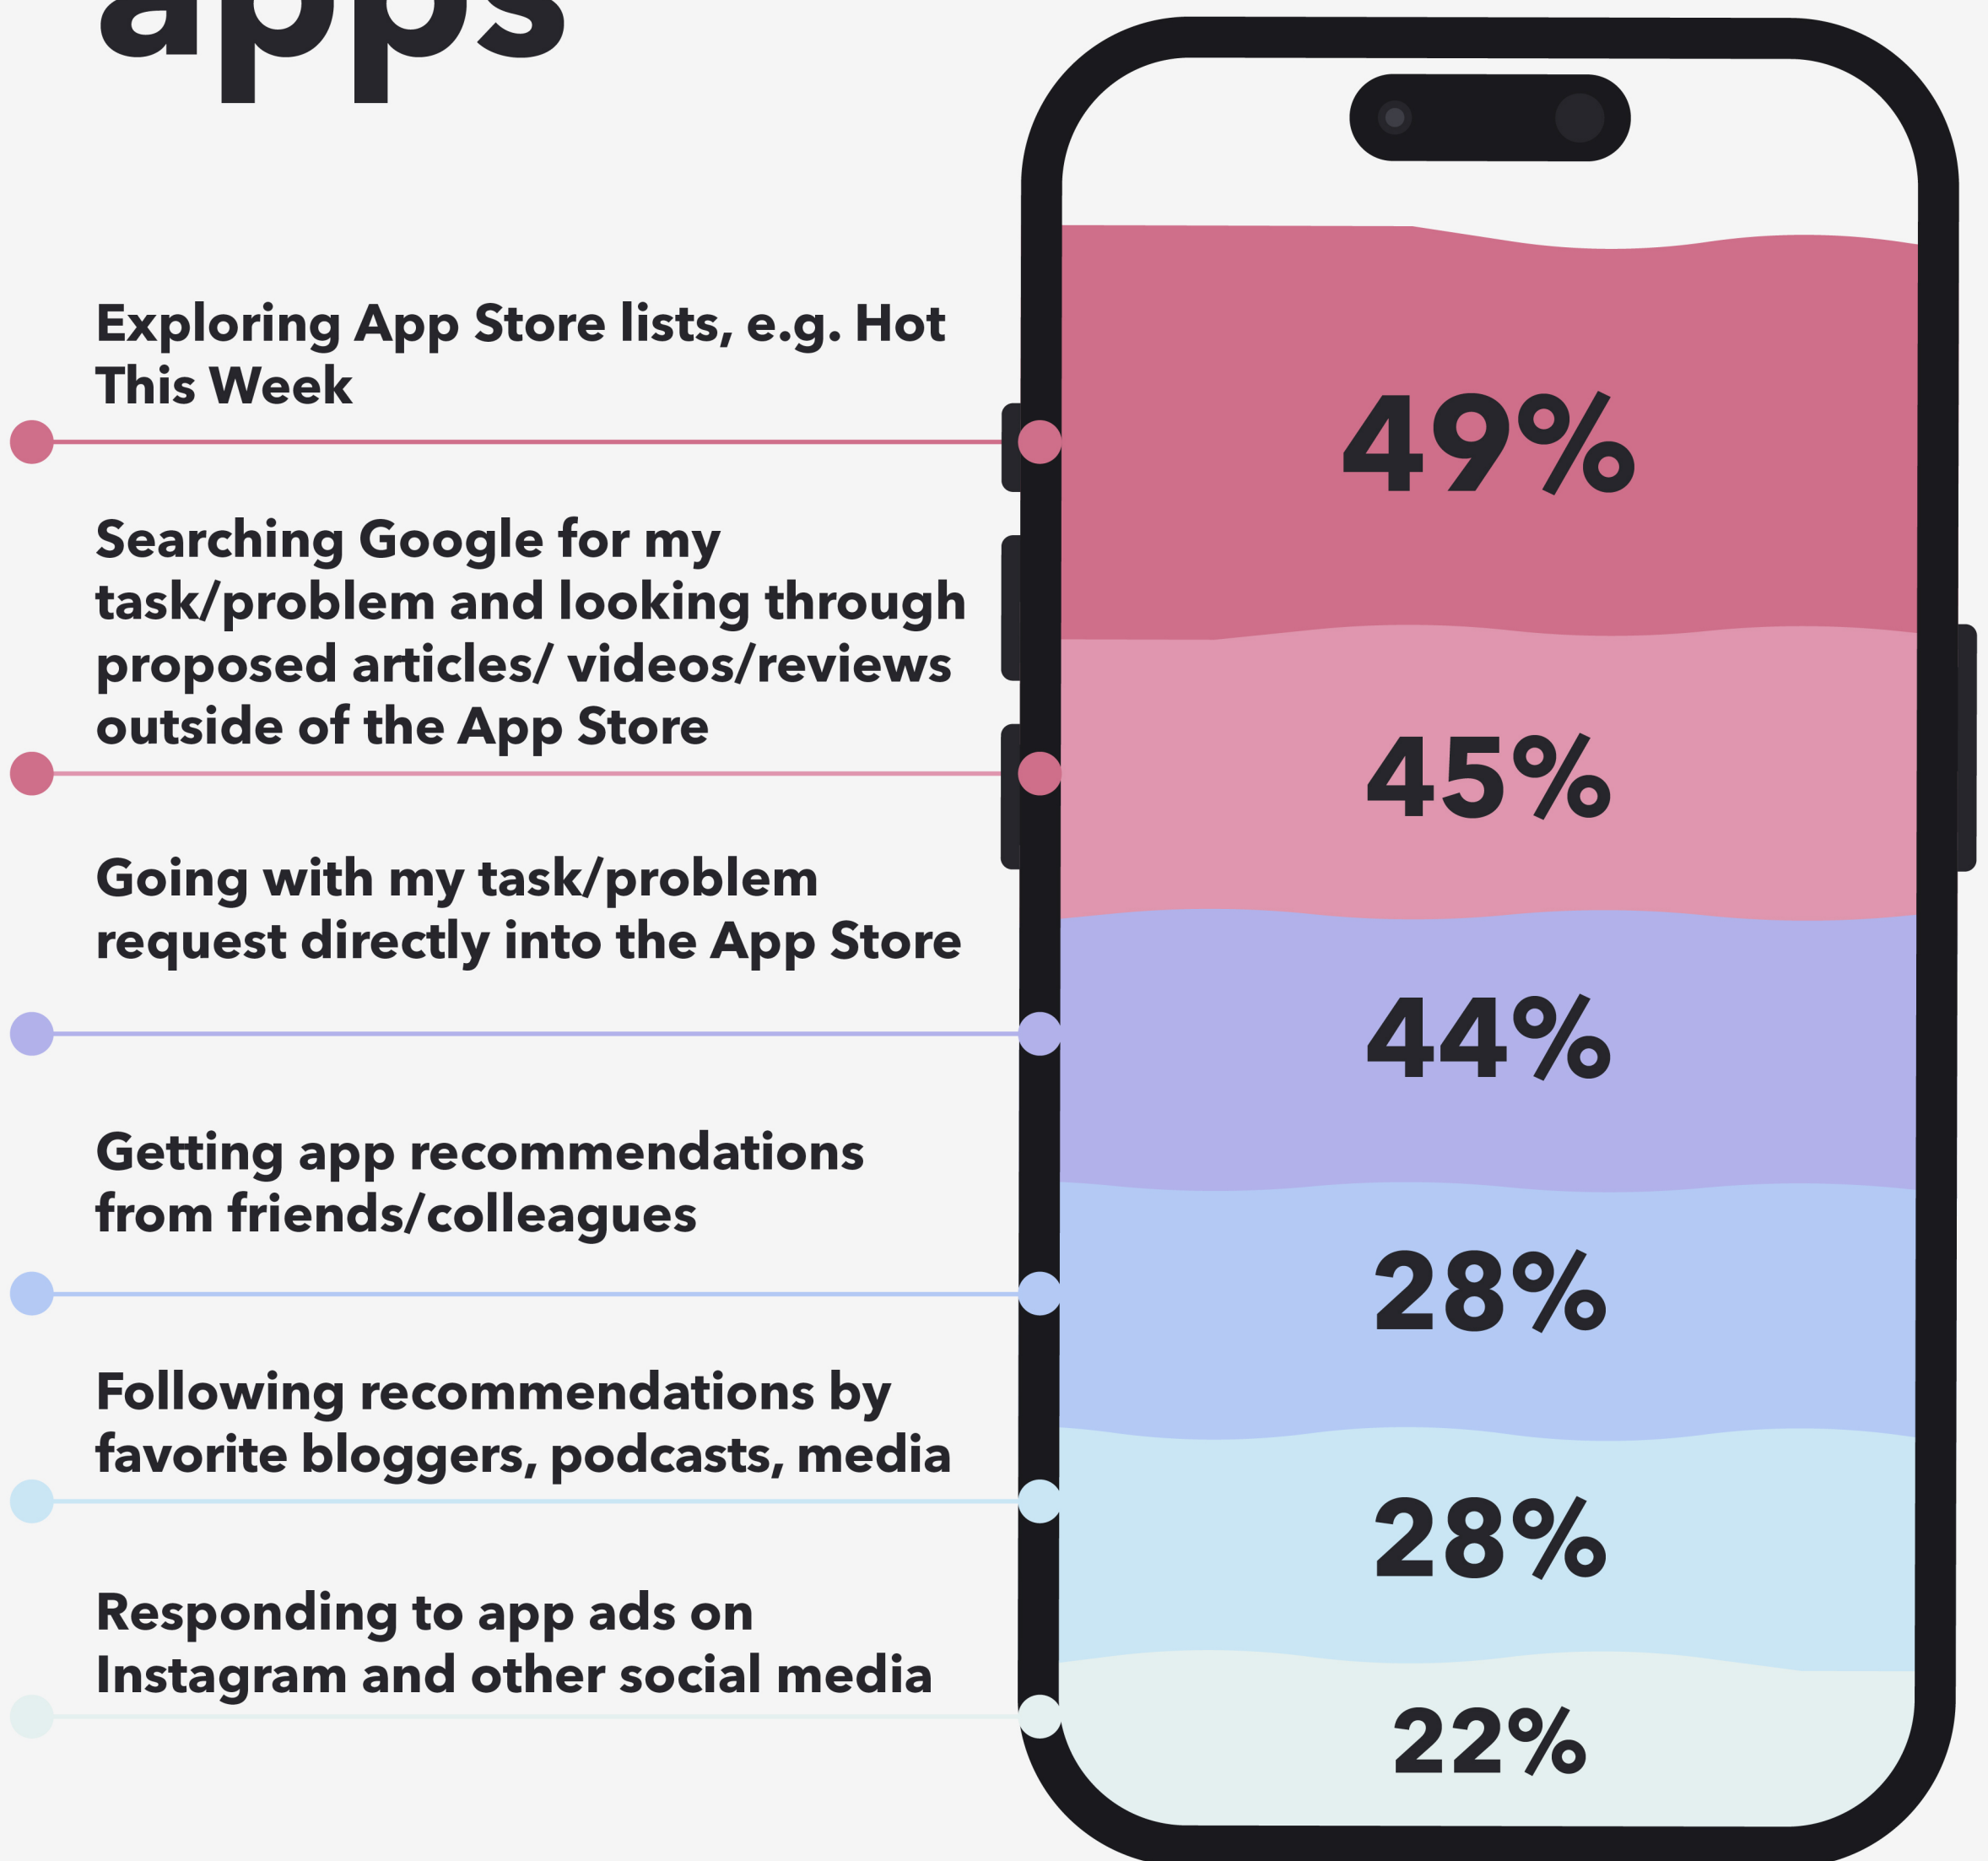 apps
Exploring App Store lists, e.g. Hot
This Week
49%
Searching Google for my
task/problem and looking through
proposed articles/ videos/reviews
outside of the App Store
45%
Going with my task/problem
request directly into the App Store
44%
Getting app recommendations
from friends/colleagues
28%
Following recommendations by
favorite bloggers, podcasts, media
28%
Responding to app ads on
Instagram and other social media
22%